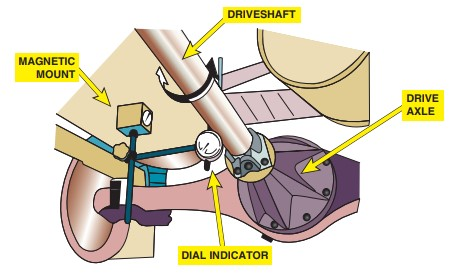 DRIVESHAFT
MAGNETIC
MOUNT
DRIVE
AXLE
DIAL INDICATOR